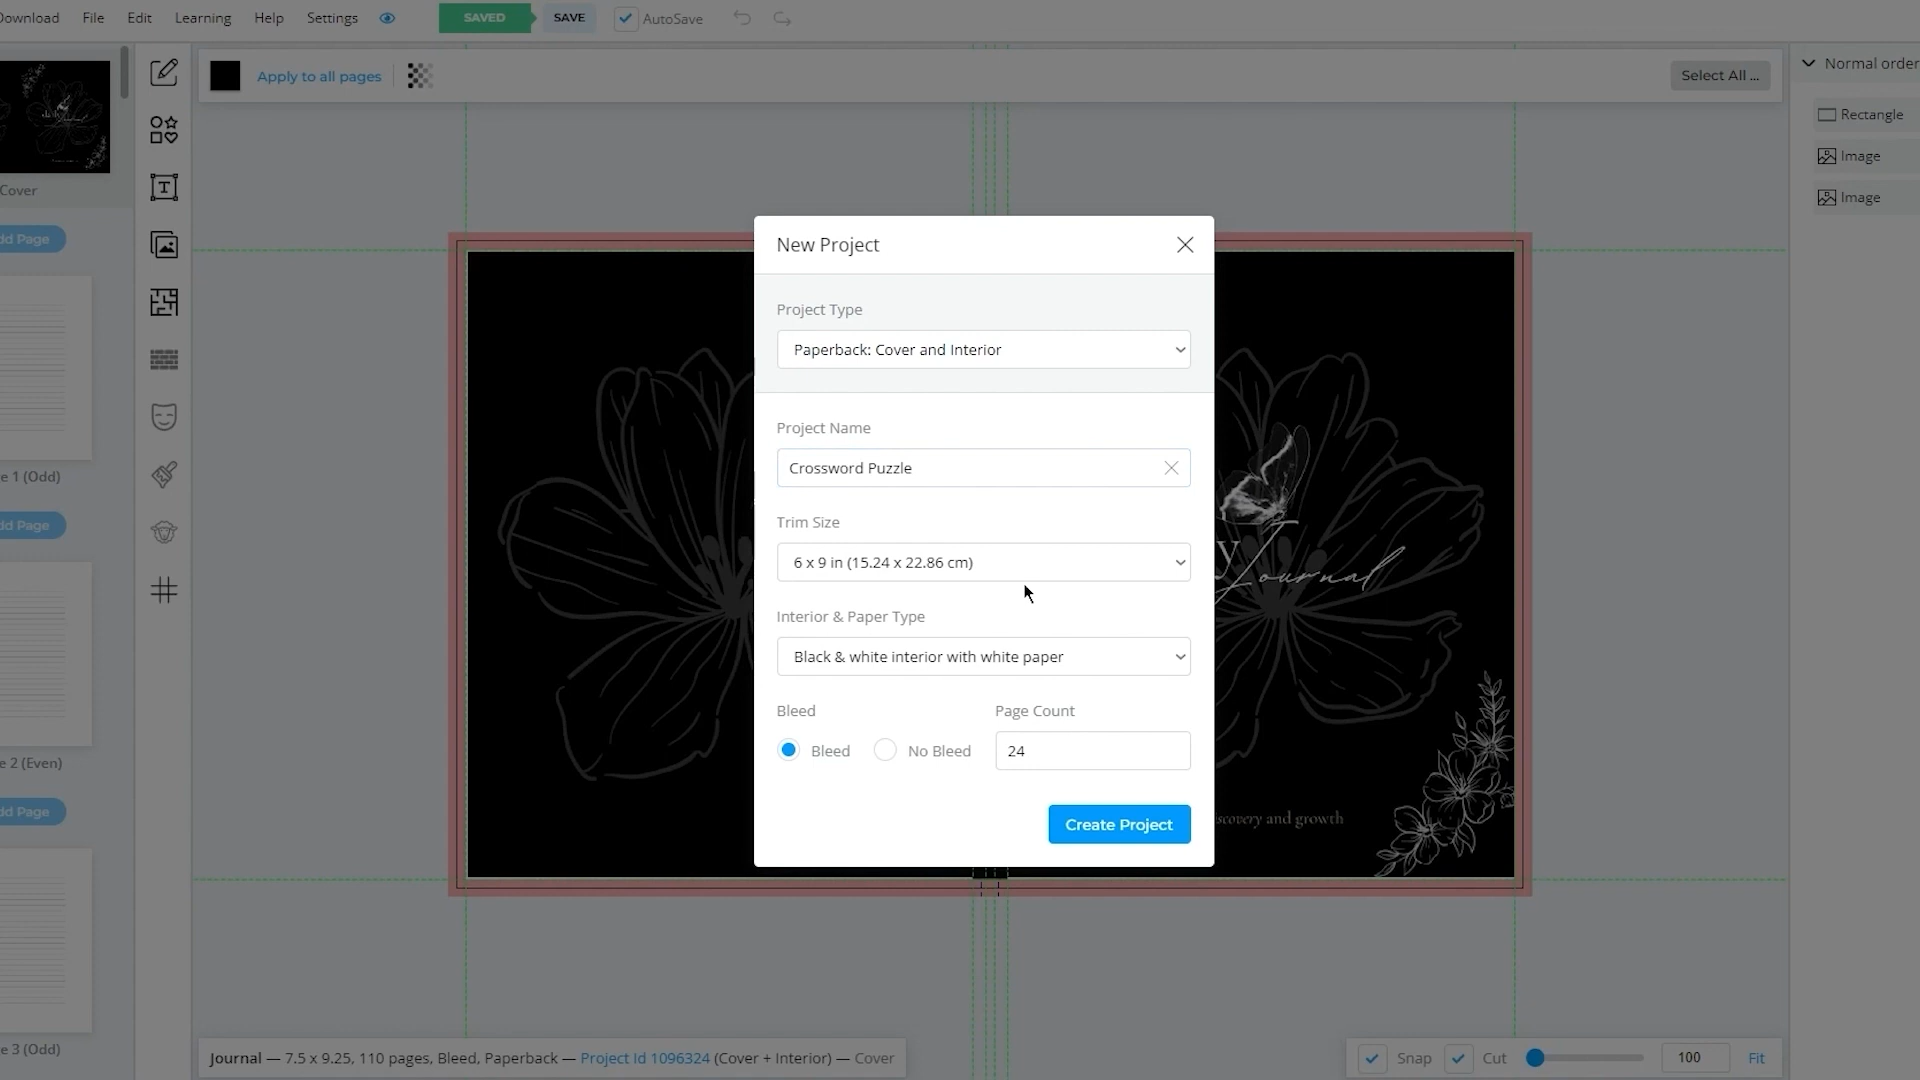 Download File Edit Learning Help Settings SAVED SAVE AutoSave
Apply to all pages Select All ...
Normal order
Rectangle
Image
Image
Cover
dd Page
e 1 (Odd)
dd Page
e 2 (Even)
dd Page
e 3 (Odd)
New Project
Project Type
Paperback: Cover and Interior
Project Name
Crossword Puzzle
Trim Size
6 x 9 in (15.24 x 22.86 cm)
Interior & Paper Type
Black & white interior with white paper
Bleed Page Count
Bleed No Bleed 24
Create Project
y
Journal
scovery and growth
Journal — 7.5 x 9.25, 110 pages, Bleed, Paperback — Project Id 1096324 (Cover + Interior) — Cover
Snap Cut 100 Fit